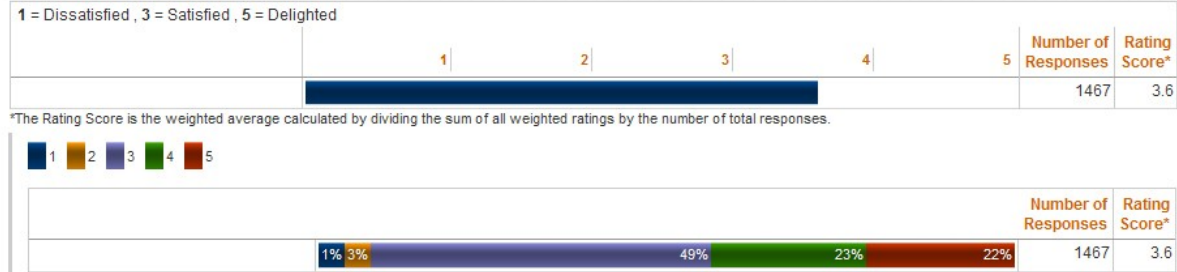 1 = Dissatisfied , 3 = Satisfied , 5 = Delighted
1 2 3 4 5 Number of Responses Rating Score*
1467 3.6
*The Rating Score is the weighted average calculated by dividing the sum of all weighted ratings by the number of total responses.
1 2 3 4 5
Number of Responses Rating Score*
1% 3% 49% 23% 22% 1467 3.6